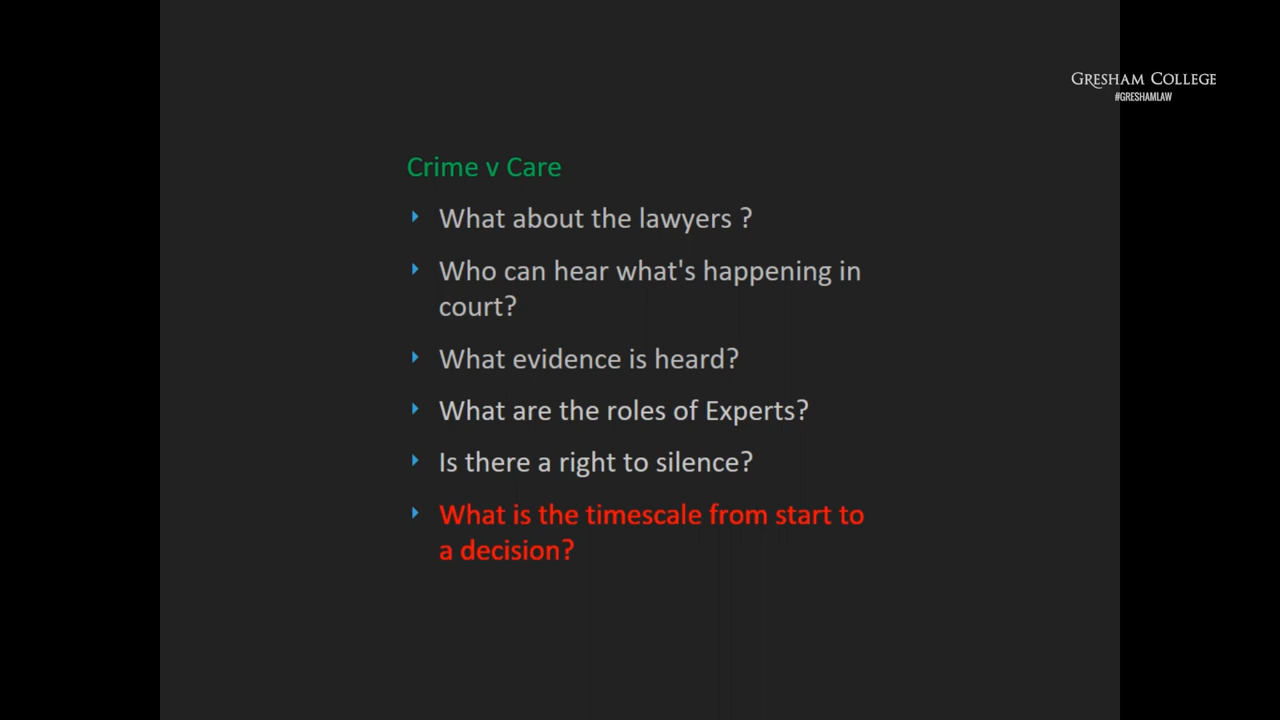 GRESHAM COLLEGE
#GRESHAMLAW
Crime v Care
What about the lawyers ?
Who can hear what's happening in
court?
What evidence is heard?
What are the roles of Experts?
Is there a right to silence?
What is the timescale from start to
a decision?